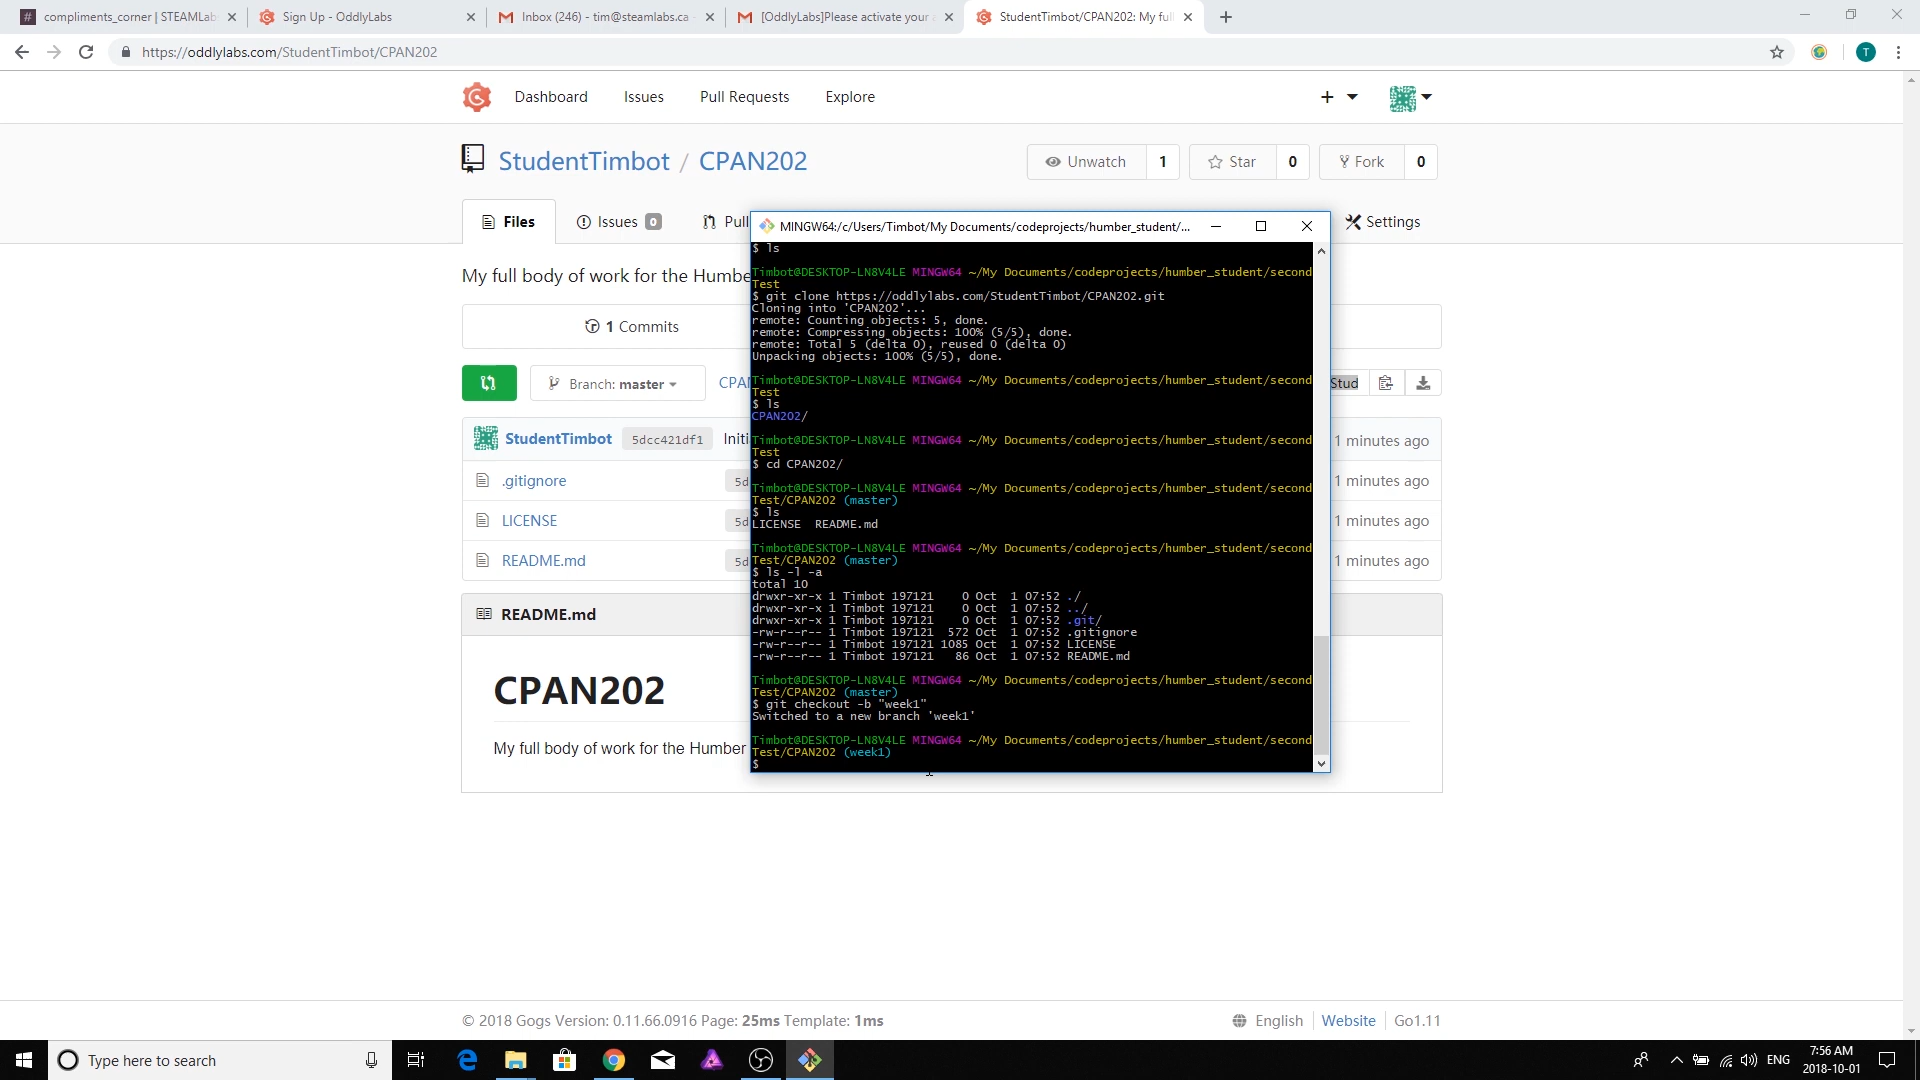 compliments_corner | STEAMLab
Sign Up - OddlyLabs
Inbox (246) - tim@steamlabs.ca -
[OddlyLabs]Please activate your a
StudentTimbot/CPAN202: My full
https://oddlylabs.com/StudentTimbot/CPAN202
T
Dashboard
Issues
Pull Requests
Explore
StudentTimbot / CPAN202
Unwatch 1
Star 0
Fork 0
Files
Issues 0
Pull
Settings
My full body of work for the Humbe
1 Commits
Branch: master
CPAN
Stud
StudentTimbot 5dcc421df1 Initi
1 minutes ago
.gitignore 5d
1 minutes ago
LICENSE 5d
1 minutes ago
README.md 5d
1 minutes ago
README.md
CPAN202
My full body of work for the Humber
MINGW64:/c/Users/Timbot/My Documents/codeprojects/humber_student/...
$ ls
Timbot@DESKTOP-LN8V4LE MINGW64 ~/My Documents/codeprojects/humber_student/second
Test
$ git clone https://oddlylabs.com/StudentTimbot/CPAN202.git
Cloning into 'CPAN202'...
remote: Counting objects: 5, done.
remote: Compressing objects: 100% (5/5), done.
remote: Total 5 (delta 0), reused 0 (delta 0)
Unpacking objects: 100% (5/5), done.
Timbot@DESKTOP-LN8V4LE MINGW64 ~/My Documents/codeprojects/humber_student/second
Test
$ ls
CPAN202/
Timbot@DESKTOP-LN8V4LE MINGW64 ~/My Documents/codeprojects/humber_student/second
Test
$ cd CPAN202/
Timbot@DESKTOP-LN8V4LE MINGW64 ~/My Documents/codeprojects/humber_student/second
Test/CPAN202 (master)
$ ls
LICENSE  README.md
Timbot@DESKTOP-LN8V4LE MINGW64 ~/My Documents/codeprojects/humber_student/second
Test/CPAN202 (master)
$ ls -l -a
total 10
drwxr-xr-x 1 Timbot 197121    0 Oct  1 07:52 ./
drwxr-xr-x 1 Timbot 197121    0 Oct  1 07:52 ../
drwxr-xr-x 1 Timbot 197121    0 Oct  1 07:52 .git/
-rw-r--r-- 1 Timbot 197121  572 Oct  1 07:52 .gitignore
-rw-r--r-- 1 Timbot 197121 1085 Oct  1 07:52 LICENSE
-rw-r--r-- 1 Timbot 197121   86 Oct  1 07:52 README.md
Timbot@DESKTOP-LN8V4LE MINGW64 ~/My Documents/codeprojects/humber_student/second
Test/CPAN202 (master)
$ git checkout -b "week1"
Switched to a new branch 'week1'
Timbot@DESKTOP-LN8V4LE MINGW64 ~/My Documents/codeprojects/humber_student/second
Test/CPAN202 (week1)
$
© 2018 Gogs Version: 0.11.66.0916 Page: 25ms Template: 1ms
English
Website
Go1.11
Type here to search
ENG
7:56 AM
2018-10-01